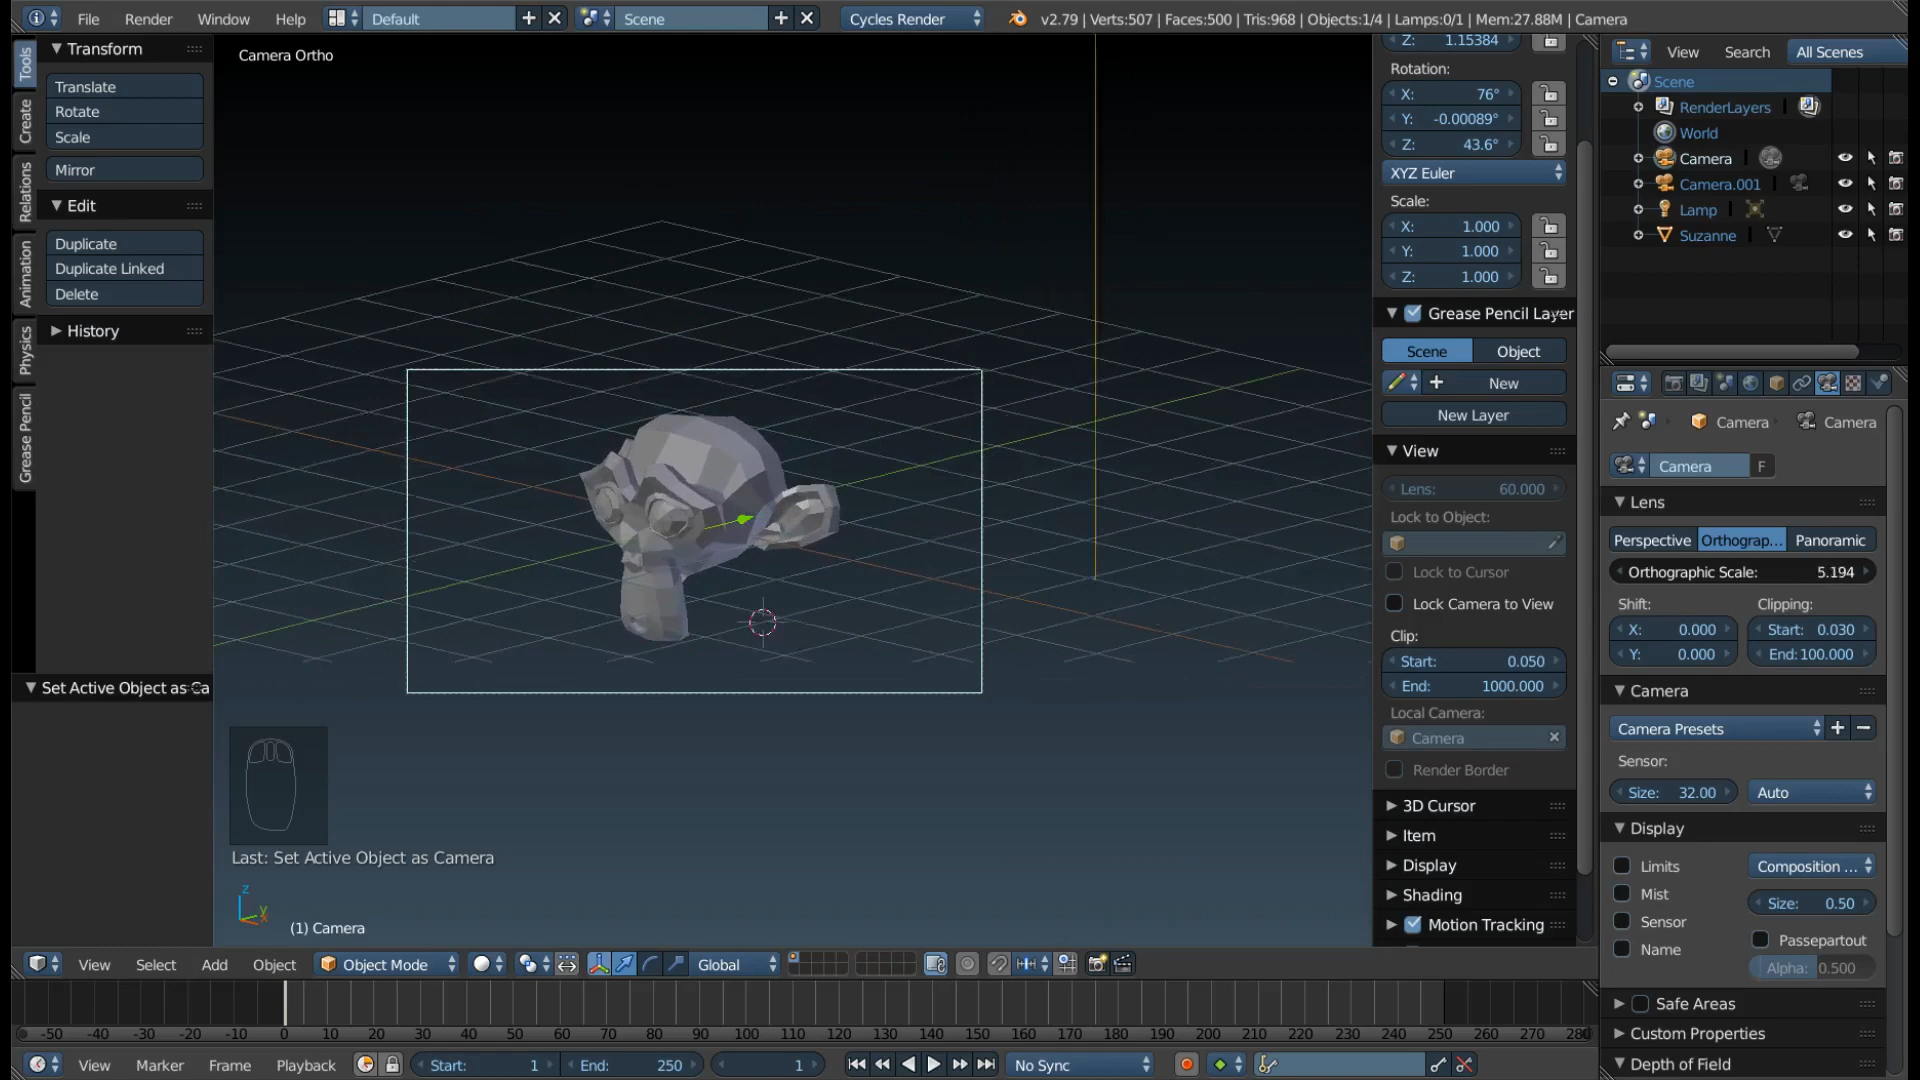 File Render Window Help Default Scene Cycles Render v2.79 | Verts:507 | Faces:500 | Tris:968 | Objects:1/4 | Lamps:0/1 | Mem:27.88M | Camera
Tools
Create
Relations
Animation
Physics
Grease Pencil
Transform
Translate
Rotate
Scale
Mirror
Edit
Duplicate
Duplicate Linked
Delete
History
Set Active Object as Ca
Camera Ortho
Last: Set Active Object as Camera
z
y
x
(1) Camera
Z: 1.15384
Rotation:
X: 76°
Y: -0.00089°
Z: 43.6°
XYZ Euler
Scale:
X: 1.000
Y: 1.000
Z: 1.000
Grease Pencil Layer
Scene Object
New
New Layer
View
Lens: 60.000
Lock to Object:
Lock to Cursor
Lock Camera to View
Clip:
Start: 0.050
End: 1000.000
Local Camera:
Camera
Render Border
3D Cursor
Item
Display
Shading
Motion Tracking
View Search All Scenes
Scene
RenderLayers
World
Camera
Camera.001
Lamp
Suzanne
Camera Camera
Camera F
Lens
Perspective Orthograp... Panoramic
Orthographic Scale: 5.194
Shift: Clipping:
X: 0.000 Start: 0.030
Y: 0.000 End: 100.000
Camera
Camera Presets
Sensor:
Size: 32.00 Auto
Display
Limits Composition ...
Mist Size: 0.50
Sensor
Name Passepartout
Alpha: 0.500
Safe Areas
Custom Properties
Depth of Field
View Select Add Object Object Mode Global
-50 -40 -30 -20 -10 0 10 20 30 40 50 60 70 80 90 100 110 120 130 140 150 160 170 180 190 200 210 220 230 240 250 260 270 280
View Marker Frame Playback Start: 1 End: 250 1 No Sync